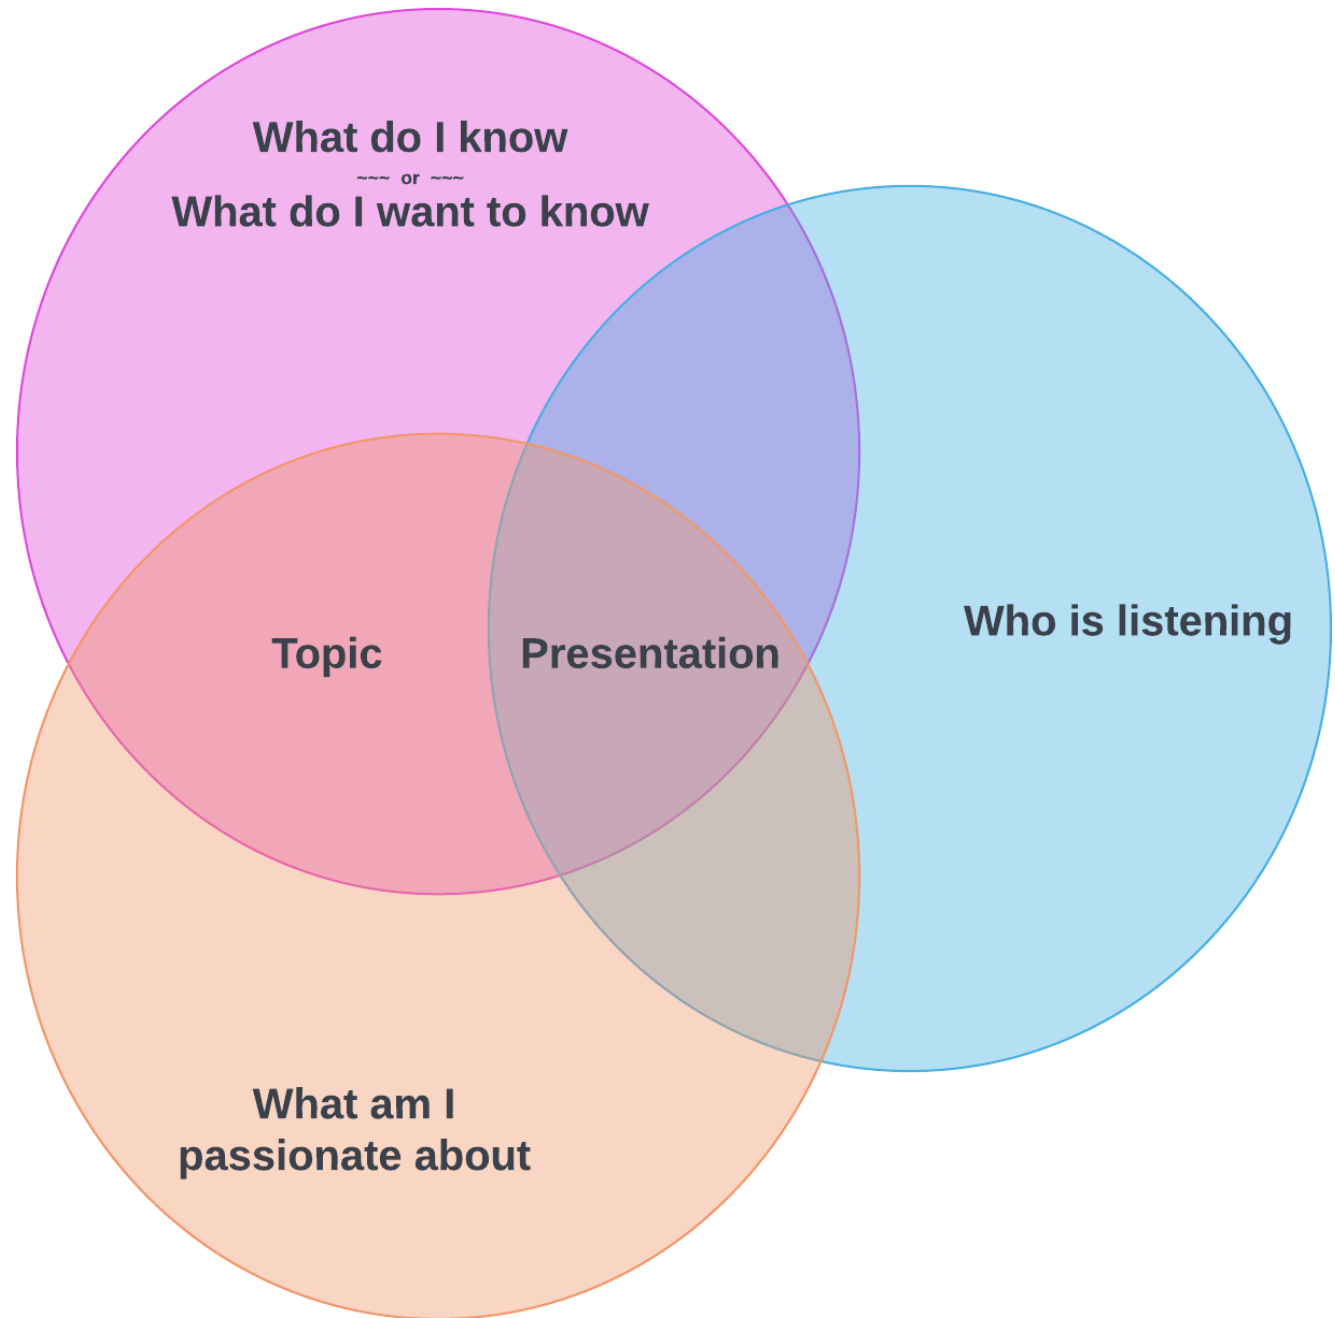 What do I know
~~~ or ~~~
What do I want to know
Who is listening
Topic
Presentation
What am I
passionate about